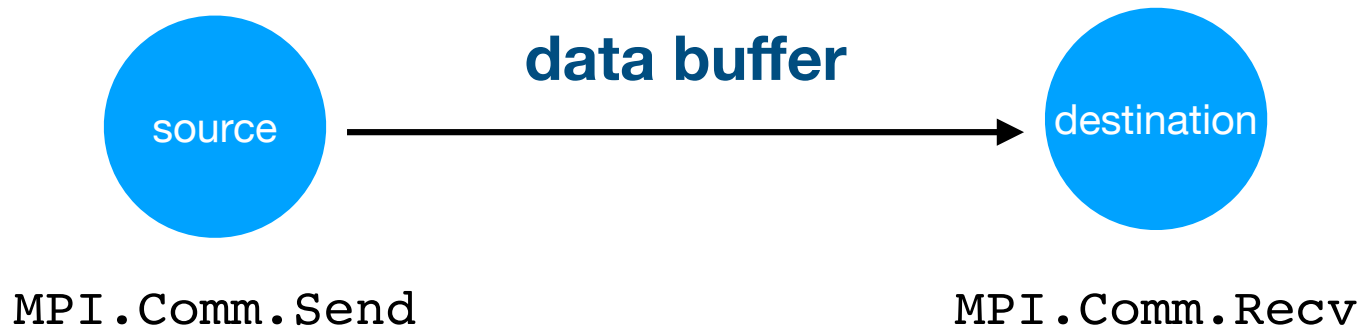 data buffer
source
destination
MPI.Comm.Send
MPI.Comm.Recv